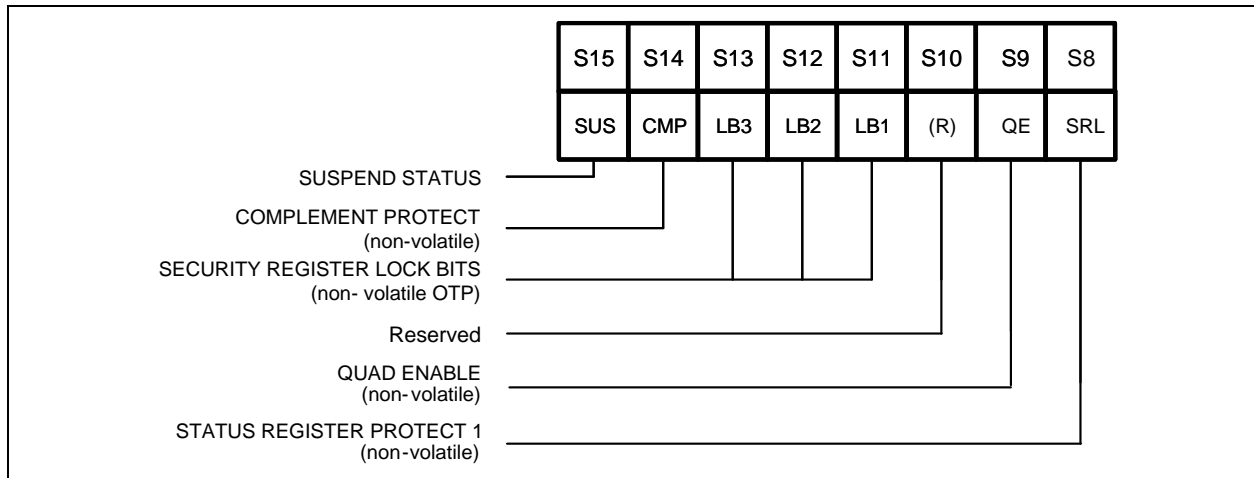 S15 S14 S13 S12 S11 S10 S9 S8
SUS CMP LB3 LB2 LB1 (R) QE SRL
SUSPEND STATUS
COMPLEMENT PROTECT
(non-volatile)
SECURITY REGISTER LOCK BITS
(non- volatile OTP)
Reserved
QUAD ENABLE
(non-volatile)
STATUS REGISTER PROTECT 1
(non-volatile)